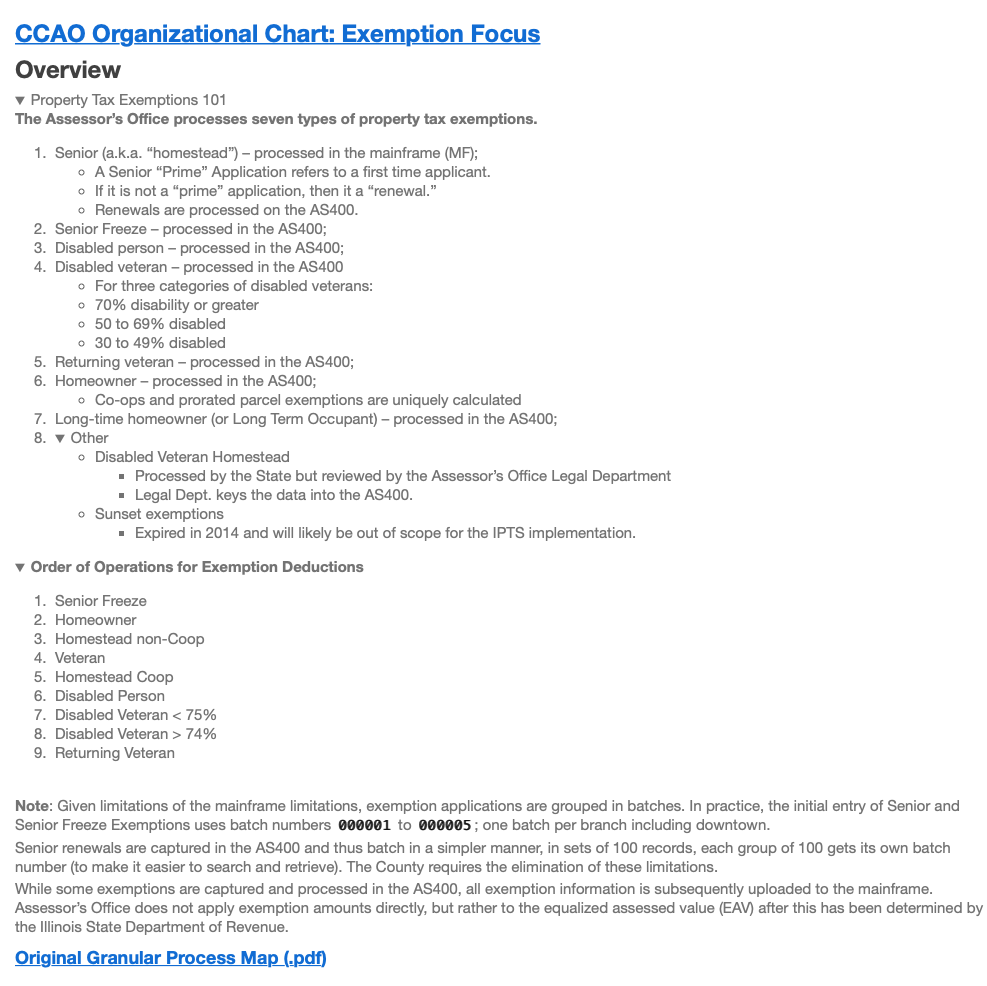 CCAO Organizational Chart: Exemption Focus
Overview
▼ Property Tax Exemptions 101
The Assessor's Office processes seven types of property tax exemptions.
1. Senior (a.k.a. “homestead”) – processed in the mainframe (MF);
◦ A Senior “Prime” Application refers to a first time applicant.
◦ If it is not a “prime” application, then it a “renewal.”
◦ Renewals are processed on the AS400.
2. Senior Freeze – processed in the AS400;
3. Disabled person – processed in the AS400;
4. Disabled veteran – processed in the AS400
◦ For three categories of disabled veterans:
◦ 70% disability or greater
◦ 50 to 69% disabled
◦ 30 to 49% disabled
5. Returning veteran – processed in the AS400;
6. Homeowner – processed in the AS400;
◦ Co-ops and prorated parcel exemptions are uniquely calculated
7. Long-time homeowner (or Long Term Occupant) – processed in the AS400;
8. ▼ Other
◦ Disabled Veteran Homestead
▪ Processed by the State but reviewed by the Assessor’s Office Legal Department
▪ Legal Dept. keys the data into the AS400.
◦ Sunset exemptions
▪ Expired in 2014 and will likely be out of scope for the IPTS implementation.
▼ Order of Operations for Exemption Deductions
1. Senior Freeze
2. Homeowner
3. Homestead non-Coop
4. Veteran
5. Homestead Coop
6. Disabled Person
7. Disabled Veteran < 75%
8. Disabled Veteran > 74%
9. Returning Veteran
Note: Given limitations of the mainframe limitations, exemption applications are grouped in batches. In practice, the initial entry of Senior and
Senior Freeze Exemptions uses batch numbers 000001 to 000005; one batch per branch including downtown.
Senior renewals are captured in the AS400 and thus batch in a simpler manner, in sets of 100 records, each group of 100 gets its own batch
number (to make it easier to search and retrieve). The County requires the elimination of these limitations.
While some exemptions are captured and processed in the AS400, all exemption information is subsequently uploaded to the mainframe.
Assessor’s Office does not apply exemption amounts directly, but rather to the equalized assessed value (EAV) after this has been determined by
the Illinois State Department of Revenue.
Original Granular Process Map (.pdf)